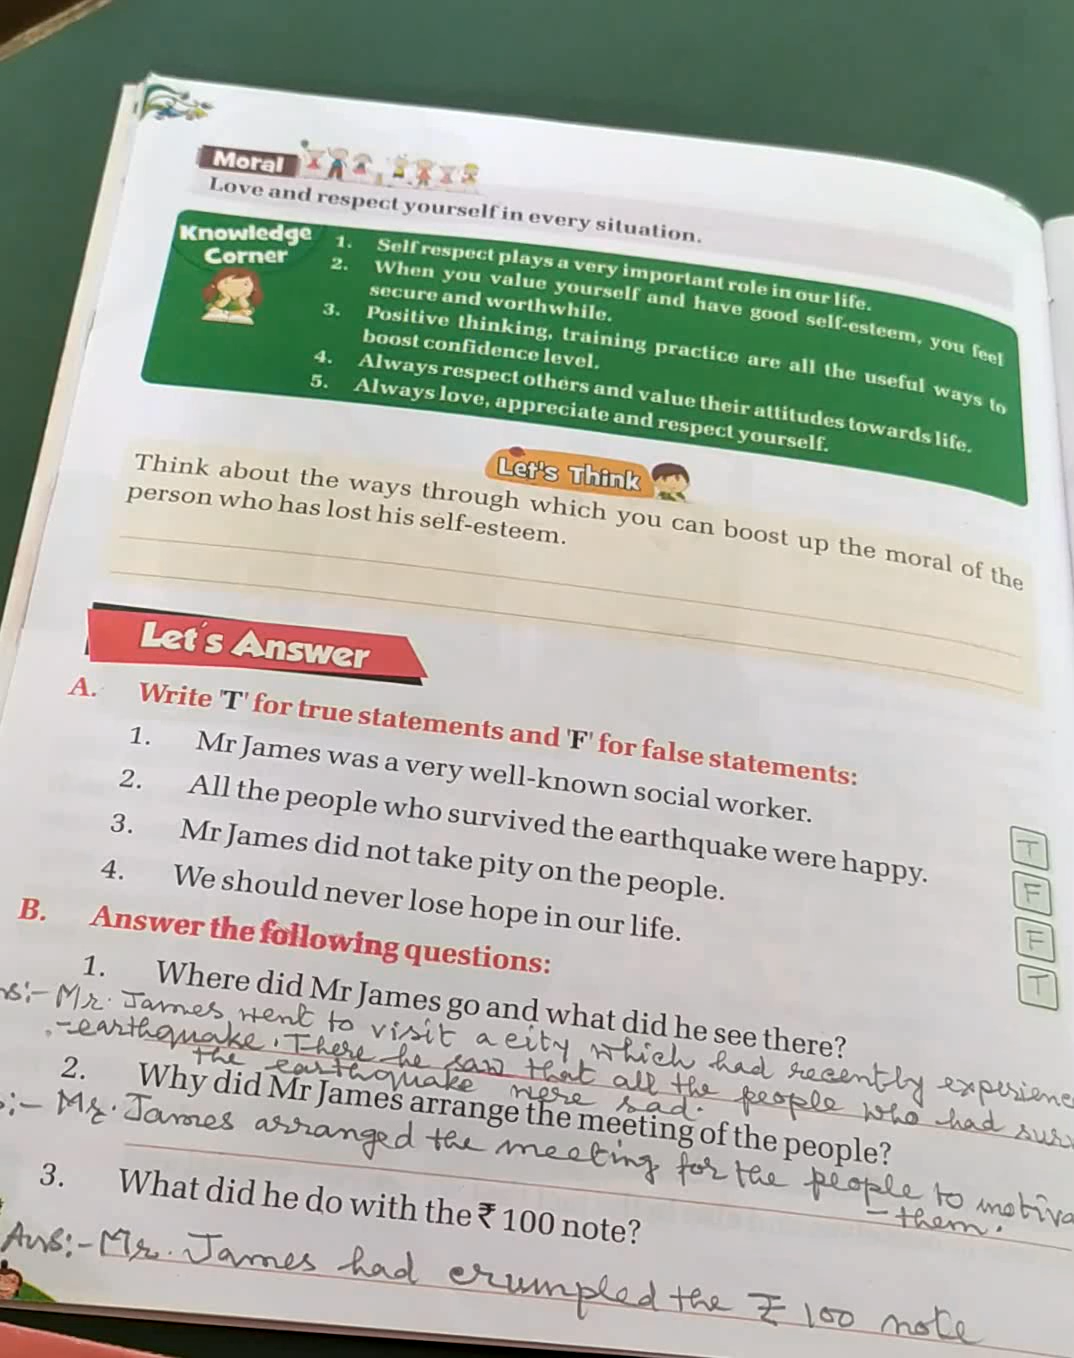 Moral
Love and respect yourself in every situation.
Knowledge Corner
1. Self respect plays a very important role in our life.
2. When you value yourself and have good self-esteem, you feel
secure and worthwhile.
3. Positive thinking, training practice are all the useful ways to
boost confidence level.
4. Always respect others and value their attitudes towards life.
5. Always love, appreciate and respect yourself.
Let's Think
Think about the ways through which you can boost up the moral of the
person who has lost his self-esteem.
Let's Answer
A. Write 'T' for true statements and 'F' for false statements:
1. Mr James was a very well-known social worker. T
2. All the people who survived the earthquake were happy. F
3. Mr James did not take pity on the people. F
4. We should never lose hope in our life. T
B. Answer the following questions:
1. Where did Mr James go and what did he see there?
Mr. James went to visit a city, which had recently
earthquake. There he saw that all the people who had
the earthquake were sad.
2. Why did Mr James arrange the meeting of the people?
Mr. James arranged the meeting for the people to
them.
3. What did he do with the ₹ 100 note?
Ans:- Mr. James had crumpled the ₹ 100 note